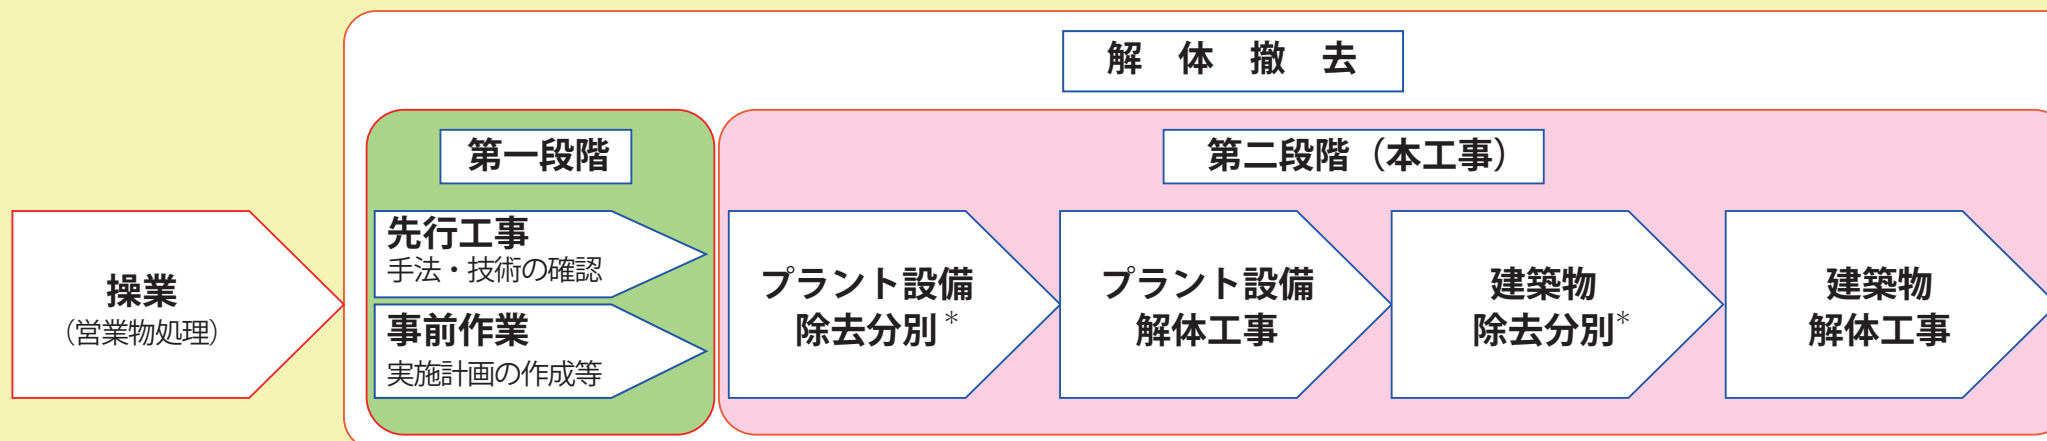 解　体　撤　去
第一段階
第二段階（本工事）
操業
（営業物処理）
先行工事
手法・技術の確認
事前作業
実施計画の作成等
プラント設備
除去分別＊
プラント設備
解体工事
建築物
除去分別＊
建築物
解体工事